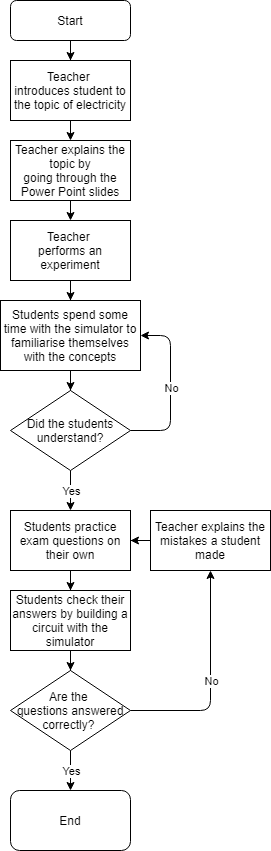 Start
Teacher
introduces student to
the topic of electricity
Teacher explains the
topic by
going through the
Power Point slides
Teacher
performs an
experiment
Students spend some
time with the simulator to
familiarise themselves
with the concepts
No
Did the students
understand?
Yes
Students practice
exam questions on
their own
Teacher explains the
mistakes a student
made
Students check their
answers by building a
circuit with the
simulator
No
Are the
questions answered
correctly?
Yes
End